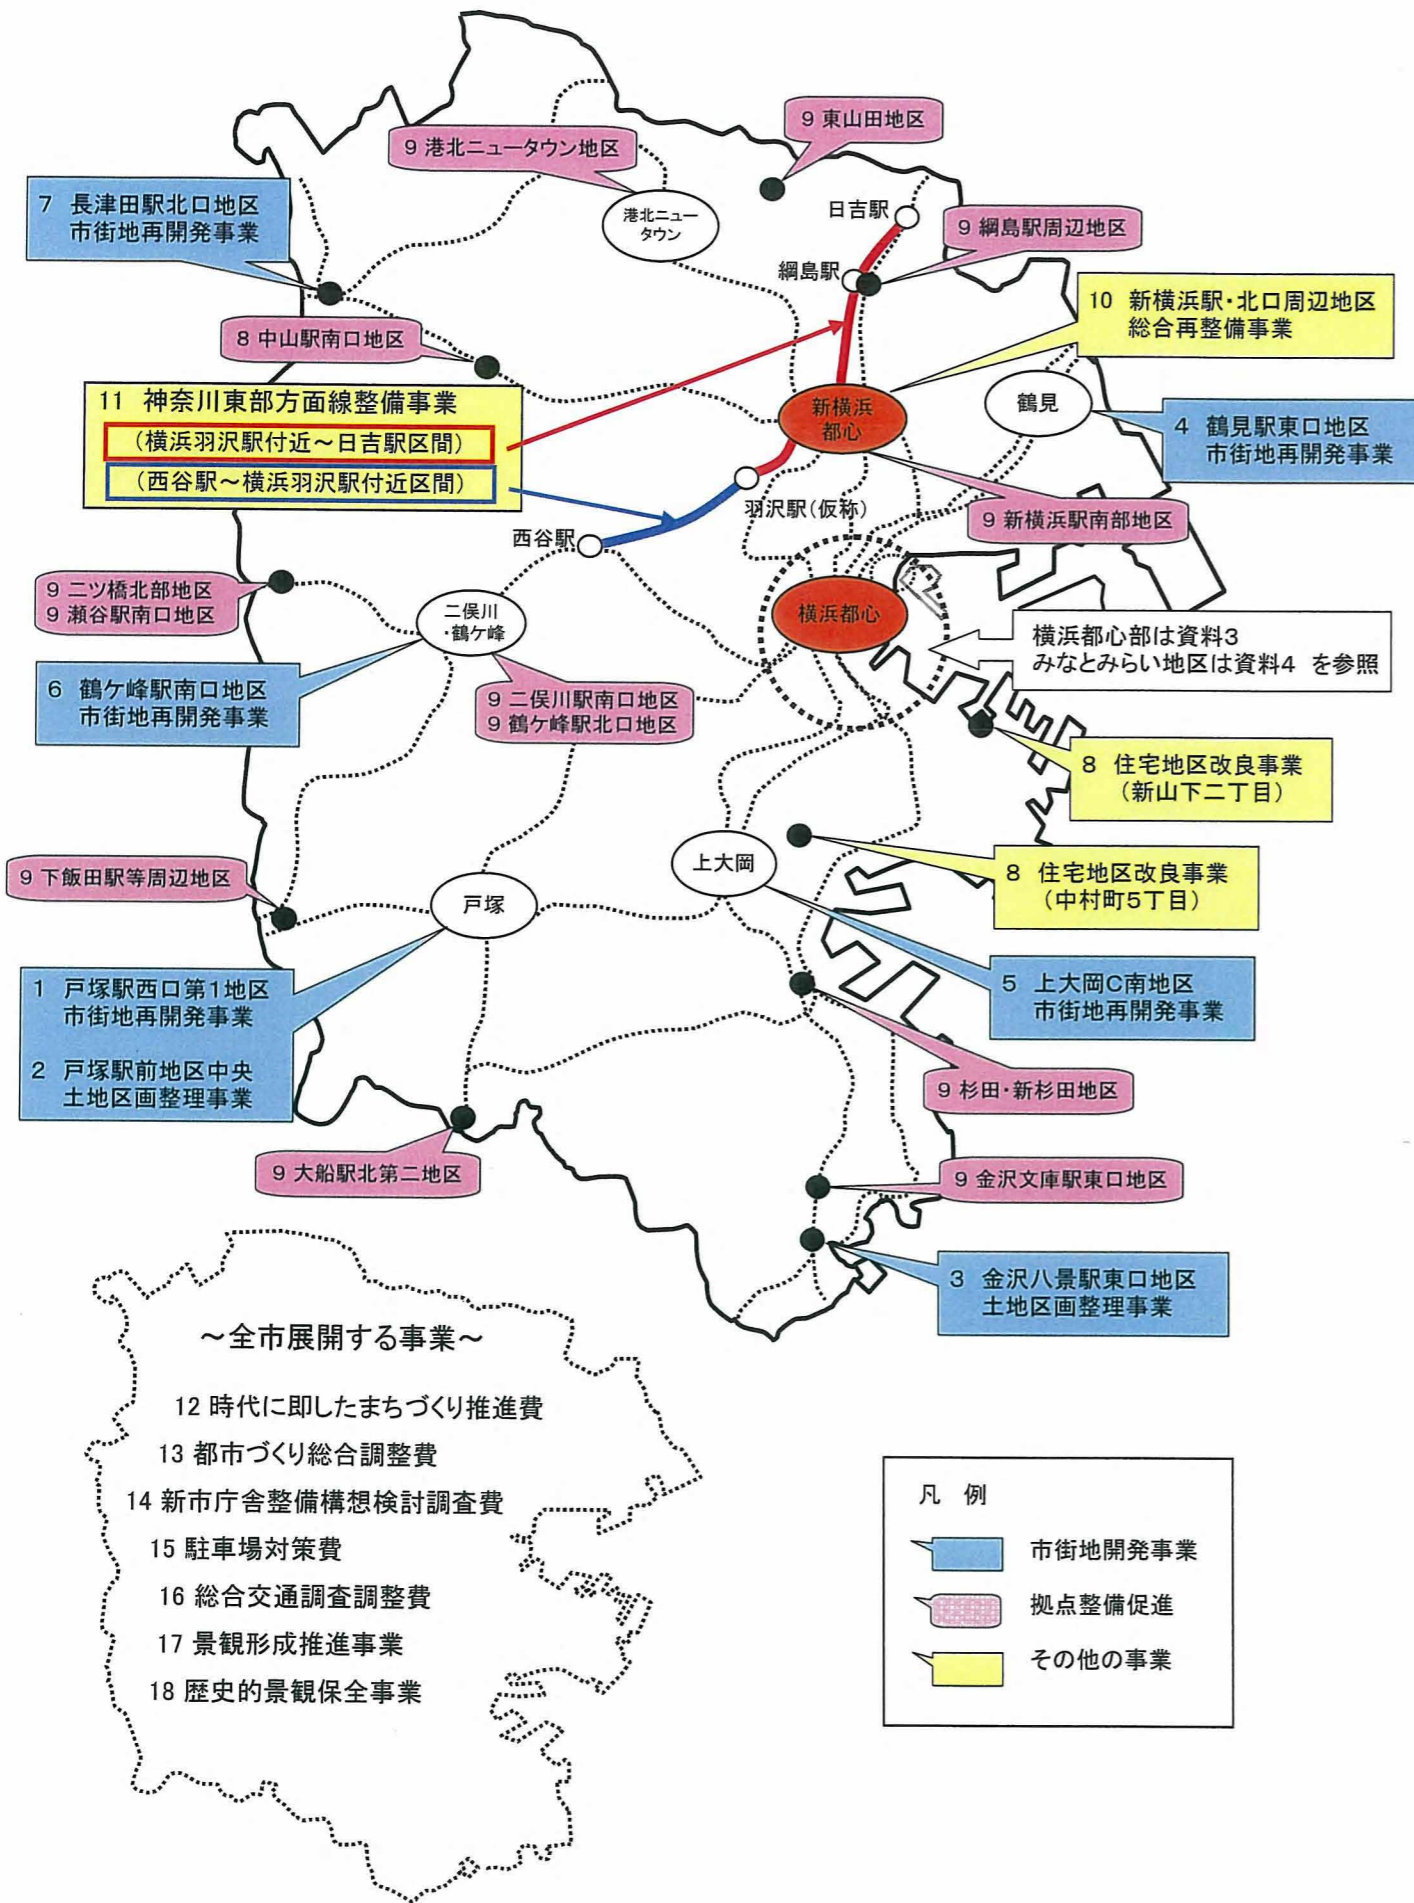 9 東山田地区
9 港北ニュータウン地区
7 長津田駅北口地区
市街地再開発事業
港北ニュー
タウン
日吉駅
9 綱島駅周辺地区
綱島駅
10 新横浜駅・北口周辺地区
総合再整備事業
8 中山駅南口地区
11 神奈川東部方面線整備事業
(横浜羽沢駅付近～日吉駅区間)
(西谷駅～横浜羽沢駅付近区間)
新横浜
都心
鶴見
4 鶴見駅東口地区
市街地再開発事業
羽沢駅(仮称)
9 新横浜駅南部地区
西谷駅
9 二ツ橋北部地区
9 瀬谷駅南口地区
二俣川
・鶴ケ峰
横浜都心
横浜都心部は資料3
みなとみらい地区は資料4 を参照
6 鶴ケ峰駅南口地区
市街地再開発事業
9 二俣川駅南口地区
9 鶴ケ峰駅北口地区
8 住宅地区改良事業
(新山下二丁目)
上大岡
8 住宅地区改良事業
(中村町5丁目)
9 下飯田駅等周辺地区
戸塚
1 戸塚駅西口第1地区
市街地再開発事業
2 戸塚駅前地区中央
土地区画整理事業
5 上大岡C南地区
市街地再開発事業
9 杉田・新杉田地区
9 大船駅北第二地区
9 金沢文庫駅東口地区
3 金沢八景駅東口地区
土地区画整理事業
～全市展開する事業～
12 時代に即したまちづくり推進費
13 都市づくり総合調整費
14 新市庁舎整備構想検討調査費
15 駐車場対策費
16 総合交通調査調整費
17 景観形成推進事業
18 歴史的景観保全事業
凡 例
市街地開発事業
拠点整備促進
その他の事業